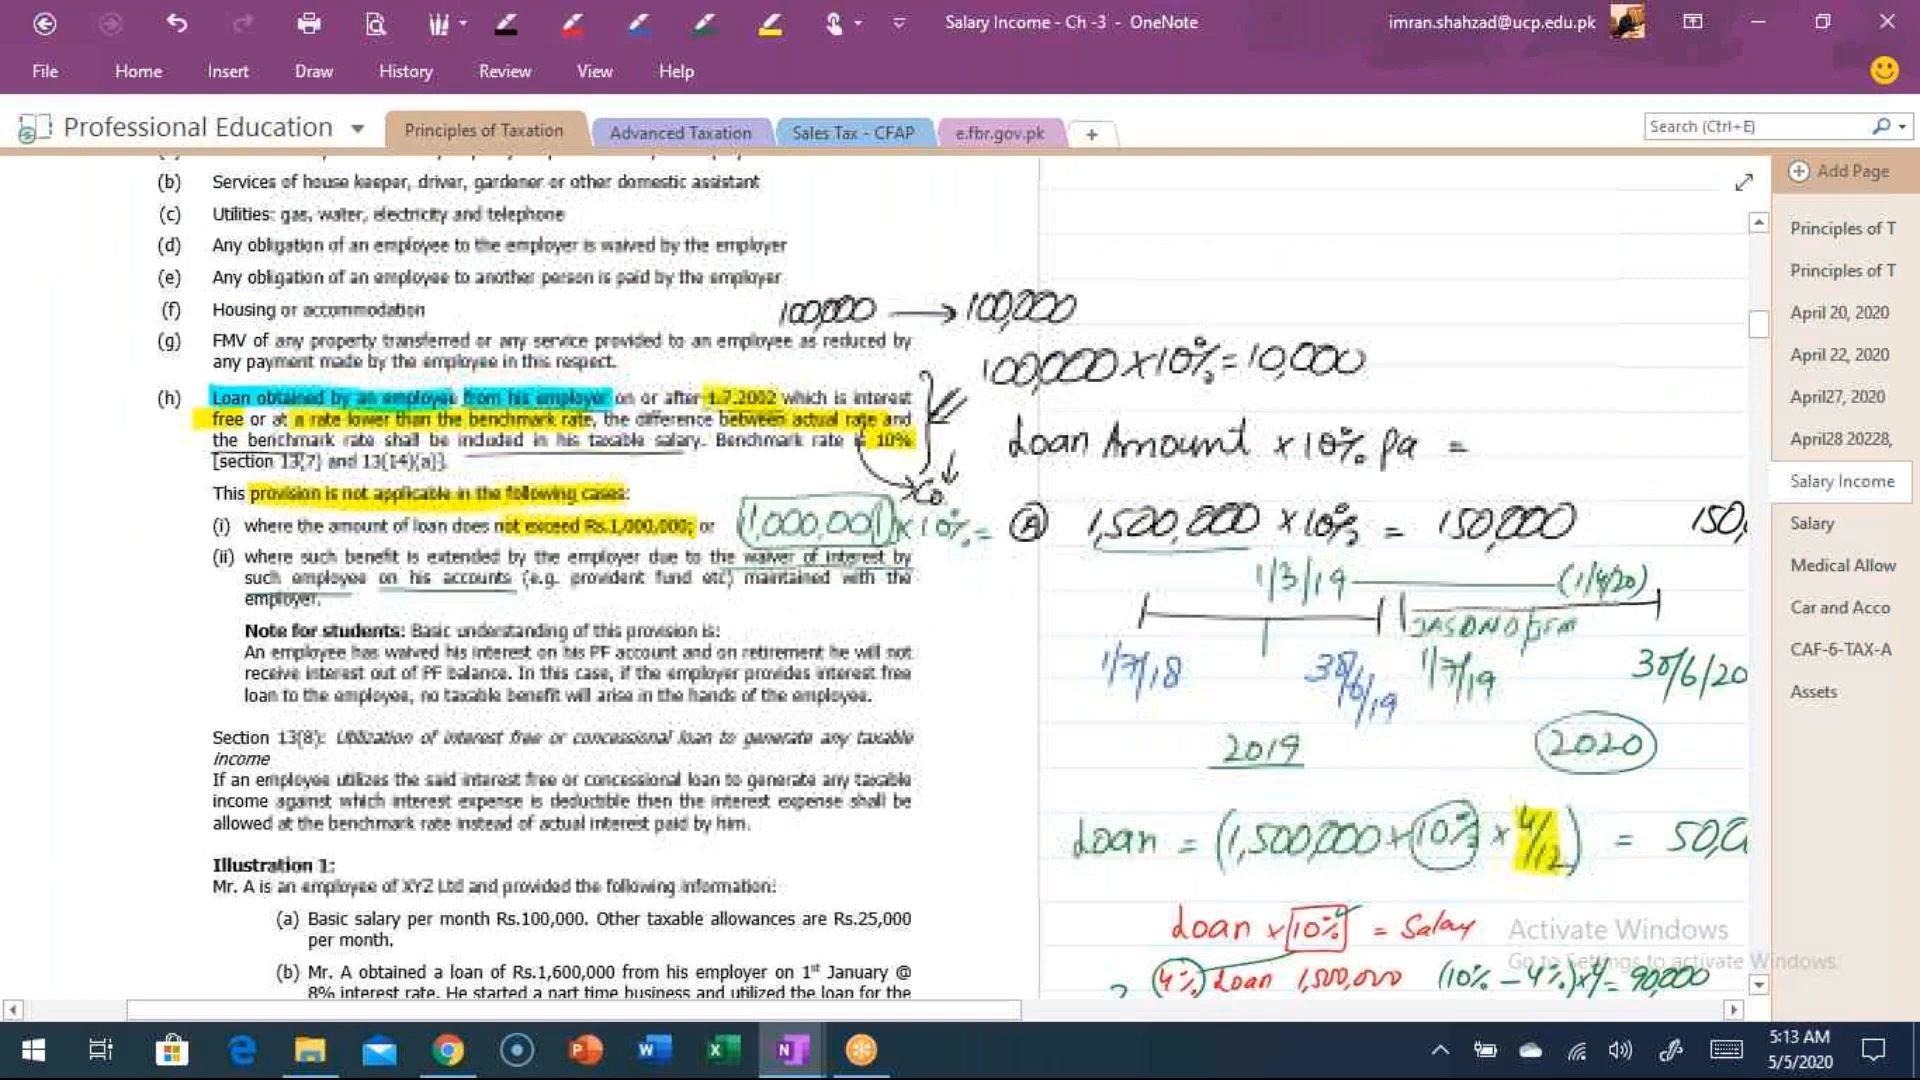 Salary Income - Ch -3 - OneNote
imran.shahzad@ucp.edu.pk
File Home Insert Draw History Review View Help
Professional Education
Principles of Taxation
Advanced Taxation
Sales Tax - CFAP
e.fbr.gov.pk
Search (Ctrl+E)
Add Page
Principles of T
Principles of T
April 20, 2020
April 22, 2020
April27, 2020
April28 20228,
Salary Income
Salary
Medical Allow
Car and Acco
CAF-6-TAX-A
Assets
(b) Services of house keeper, driver, gardener or other domestic assistant
(c) Utilities: gas, water, electricity and telephone
(d) Any obligation of an employee to the employer is waived by the employer
(e) Any obligation of an employee to another person is paid by the employer
(f) Housing or accommodation
(g) FMV of any property transferred or any service provided to an employee as reduced by
any payment made by the employee in this respect.
(h) Loan obtained by an employee from his employer on or after 1.7.2002 which is interest
free or at a rate lower than the benchmark rate, the difference between actual rate and
the benchmark rate shall be included in his taxable salary. Benchmark rate is 10%
[section 13(7) and 13(14)(a)].
This provision is not applicable in the following cases:
(i) where the amount of loan does not exceed Rs.1,000,000; or
(ii) where such benefit is extended by the employer due to the waiver of interest by
such employee on his accounts (e.g. provident fund etc) maintained with the
employer.
Note for students: Basic understanding of this provision is:
An employee has waived his interest on his PF account and on retirement he will not
receive interest out of PF balance. In this case, if the employer provides interest free
loan to the employee, no taxable benefit will arise in the hands of the employee.
Section 13(8): Utilization of interest free or concessional loan to generate any taxable
income
If an employee utilizes the said interest free or concessional loan to generate any taxable
income against which interest expense is deductible then the interest expense shall be
allowed at the benchmark rate instead of actual interest paid by him.
Illustration 1:
Mr. A is an employee of XYZ Ltd and provided the following information:
(a) Basic salary per month Rs.100,000. Other taxable allowances are Rs.25,000
per month.
(b) Mr. A obtained a loan of Rs.1,600,000 from his employer on 1st January @
8% interest rate. He started a part time business and utilized the loan for the
100,000 → 100,000
100,000 × 10% = 10,000
Loan Amount × 10% pa =
1,000,001 × 10% =
(A) 1,500,000 × 10% = 150,000 150,
1/3/19 (1/4/20)
JASOND JFM
1/7/18 30/6/19 1/7/19 30/6/20
2019 2020
Loan = (1,500,000 × 10% × 4/12) = 50,0
Loan × 10% = Salary
4% Loan 1,500,000 (10% - 4%) × = 90,000
Activate Windows
Go to Settings to activate Windows.
5:13 AM
5/5/2020